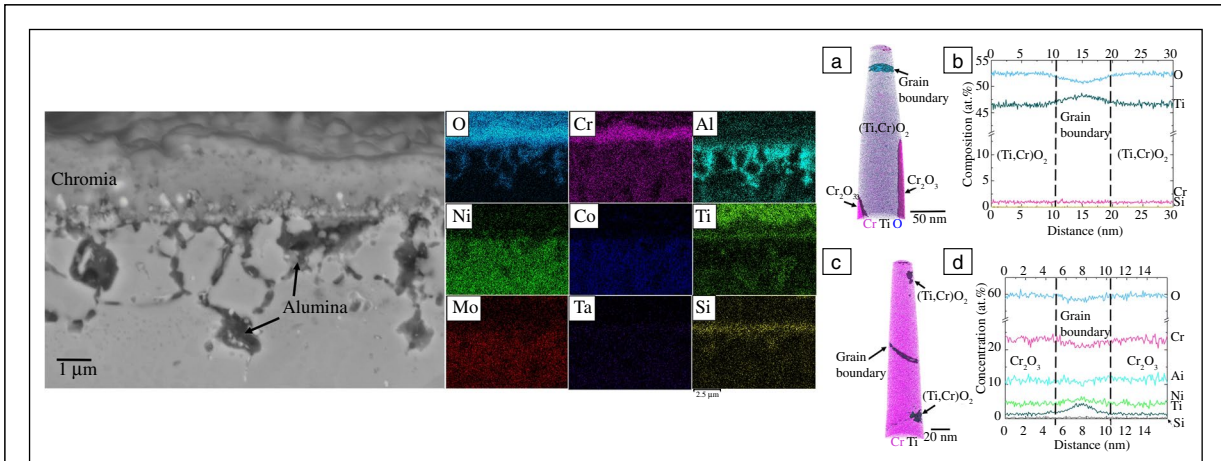 Chromia
Alumina
1 μm
O
Cr
Al
Ni
Co
Ti
Mo
Ta
Si
2.5 μm
a
Grain
boundary
(Ti,Cr)O2
Cr2O3
Cr2O3
50 nm
Cr Ti O
b
0 5 10 15 20 25 30
Composition (at.%)
55
50
45
15
10
5
0
O
Ti
Grain
boundary
(Ti,Cr)O2
(Ti,Cr)O2
Cr
Si
0 5 10 15 20 25 30
Distance (nm)
c
(Ti,Cr)O2
Grain
boundary
(Ti,Cr)O2
20 nm
Cr Ti
d
0 2 4 6 8 10 12 14
Concentration (at.%)
60
20
10
0
O
Grain
boundary
Cr
Cr2O3
Cr2O3
Ai
Ni
Ti
Si
0 2 4 6 8 10 12 14
Distance (nm)